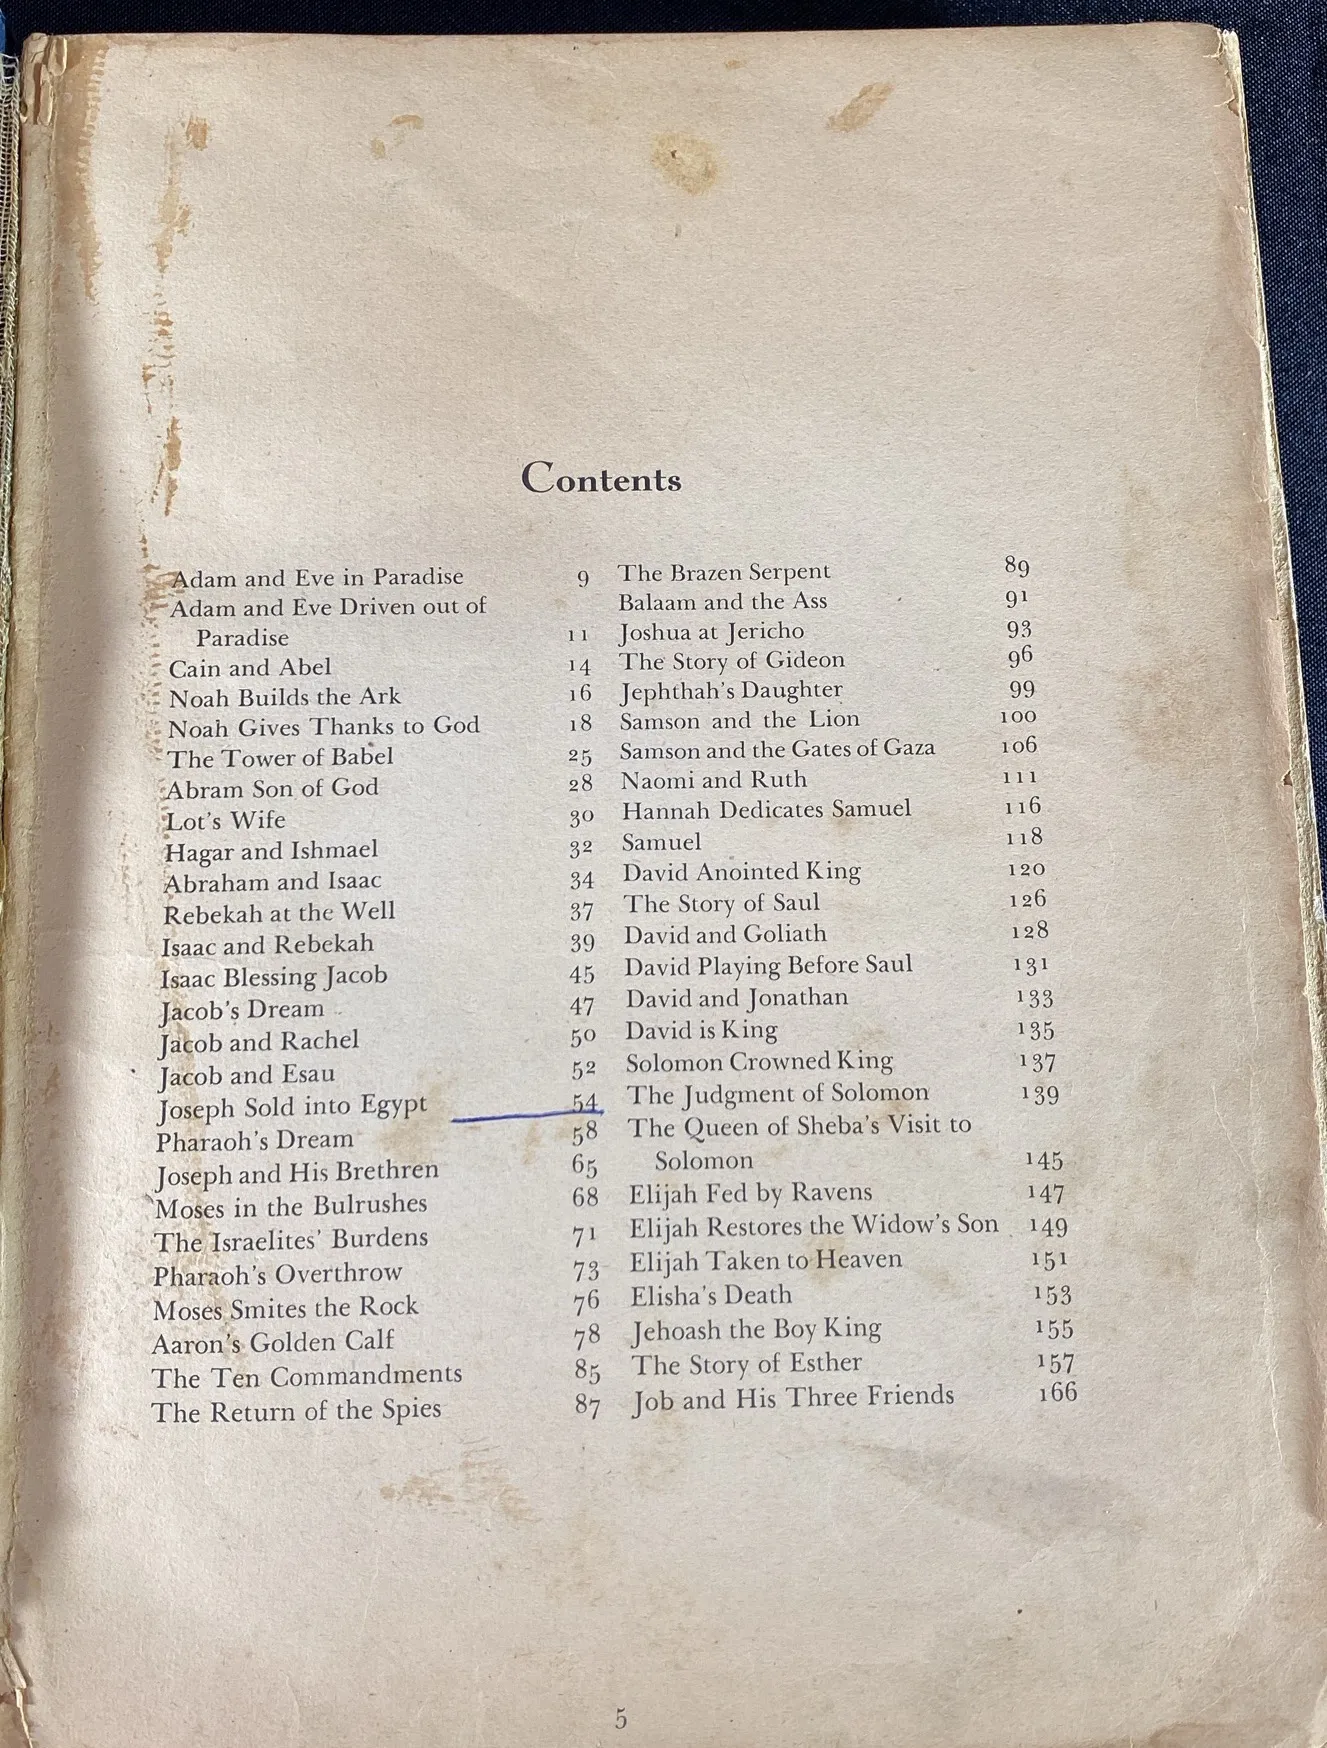 Contents
Adam and Eve in Paradise 9
Adam and Eve Driven out of
Paradise 11
Cain and Abel 14
Noah Builds the Ark 16
Noah Gives Thanks to God 18
The Tower of Babel 25
Abram Son of God 28
Lot's Wife 30
Hagar and Ishmael 32
Abraham and Isaac 34
Rebekah at the Well 37
Isaac and Rebekah 39
Isaac Blessing Jacob 45
Jacob's Dream 47
Jacob and Rachel 50
Jacob and Esau 52
Joseph Sold into Egypt 54
Pharaoh's Dream 58
Joseph and His Brethren 65
Moses in the Bulrushes 68
The Israelites' Burdens 71
Pharaoh's Overthrow 73
Moses Smites the Rock 76
Aaron's Golden Calf 78
The Ten Commandments 85
The Return of the Spies 87
The Brazen Serpent 89
Balaam and the Ass 91
Joshua at Jericho 93
The Story of Gideon 96
Jephthah's Daughter 99
Samson and the Lion 100
Samson and the Gates of Gaza 106
Naomi and Ruth 111
Hannah Dedicates Samuel 116
Samuel 118
David Anointed King 120
The Story of Saul 126
David and Goliath 128
David Playing Before Saul 131
David and Jonathan 133
David is King 135
Solomon Crowned King 137
The Judgment of Solomon 139
The Queen of Sheba's Visit to
Solomon 145
Elijah Fed by Ravens 147
Elijah Restores the Widow's Son 149
Elijah Taken to Heaven 151
Elisha's Death 153
Jehoash the Boy King 155
The Story of Esther 157
Job and His Three Friends 166
5